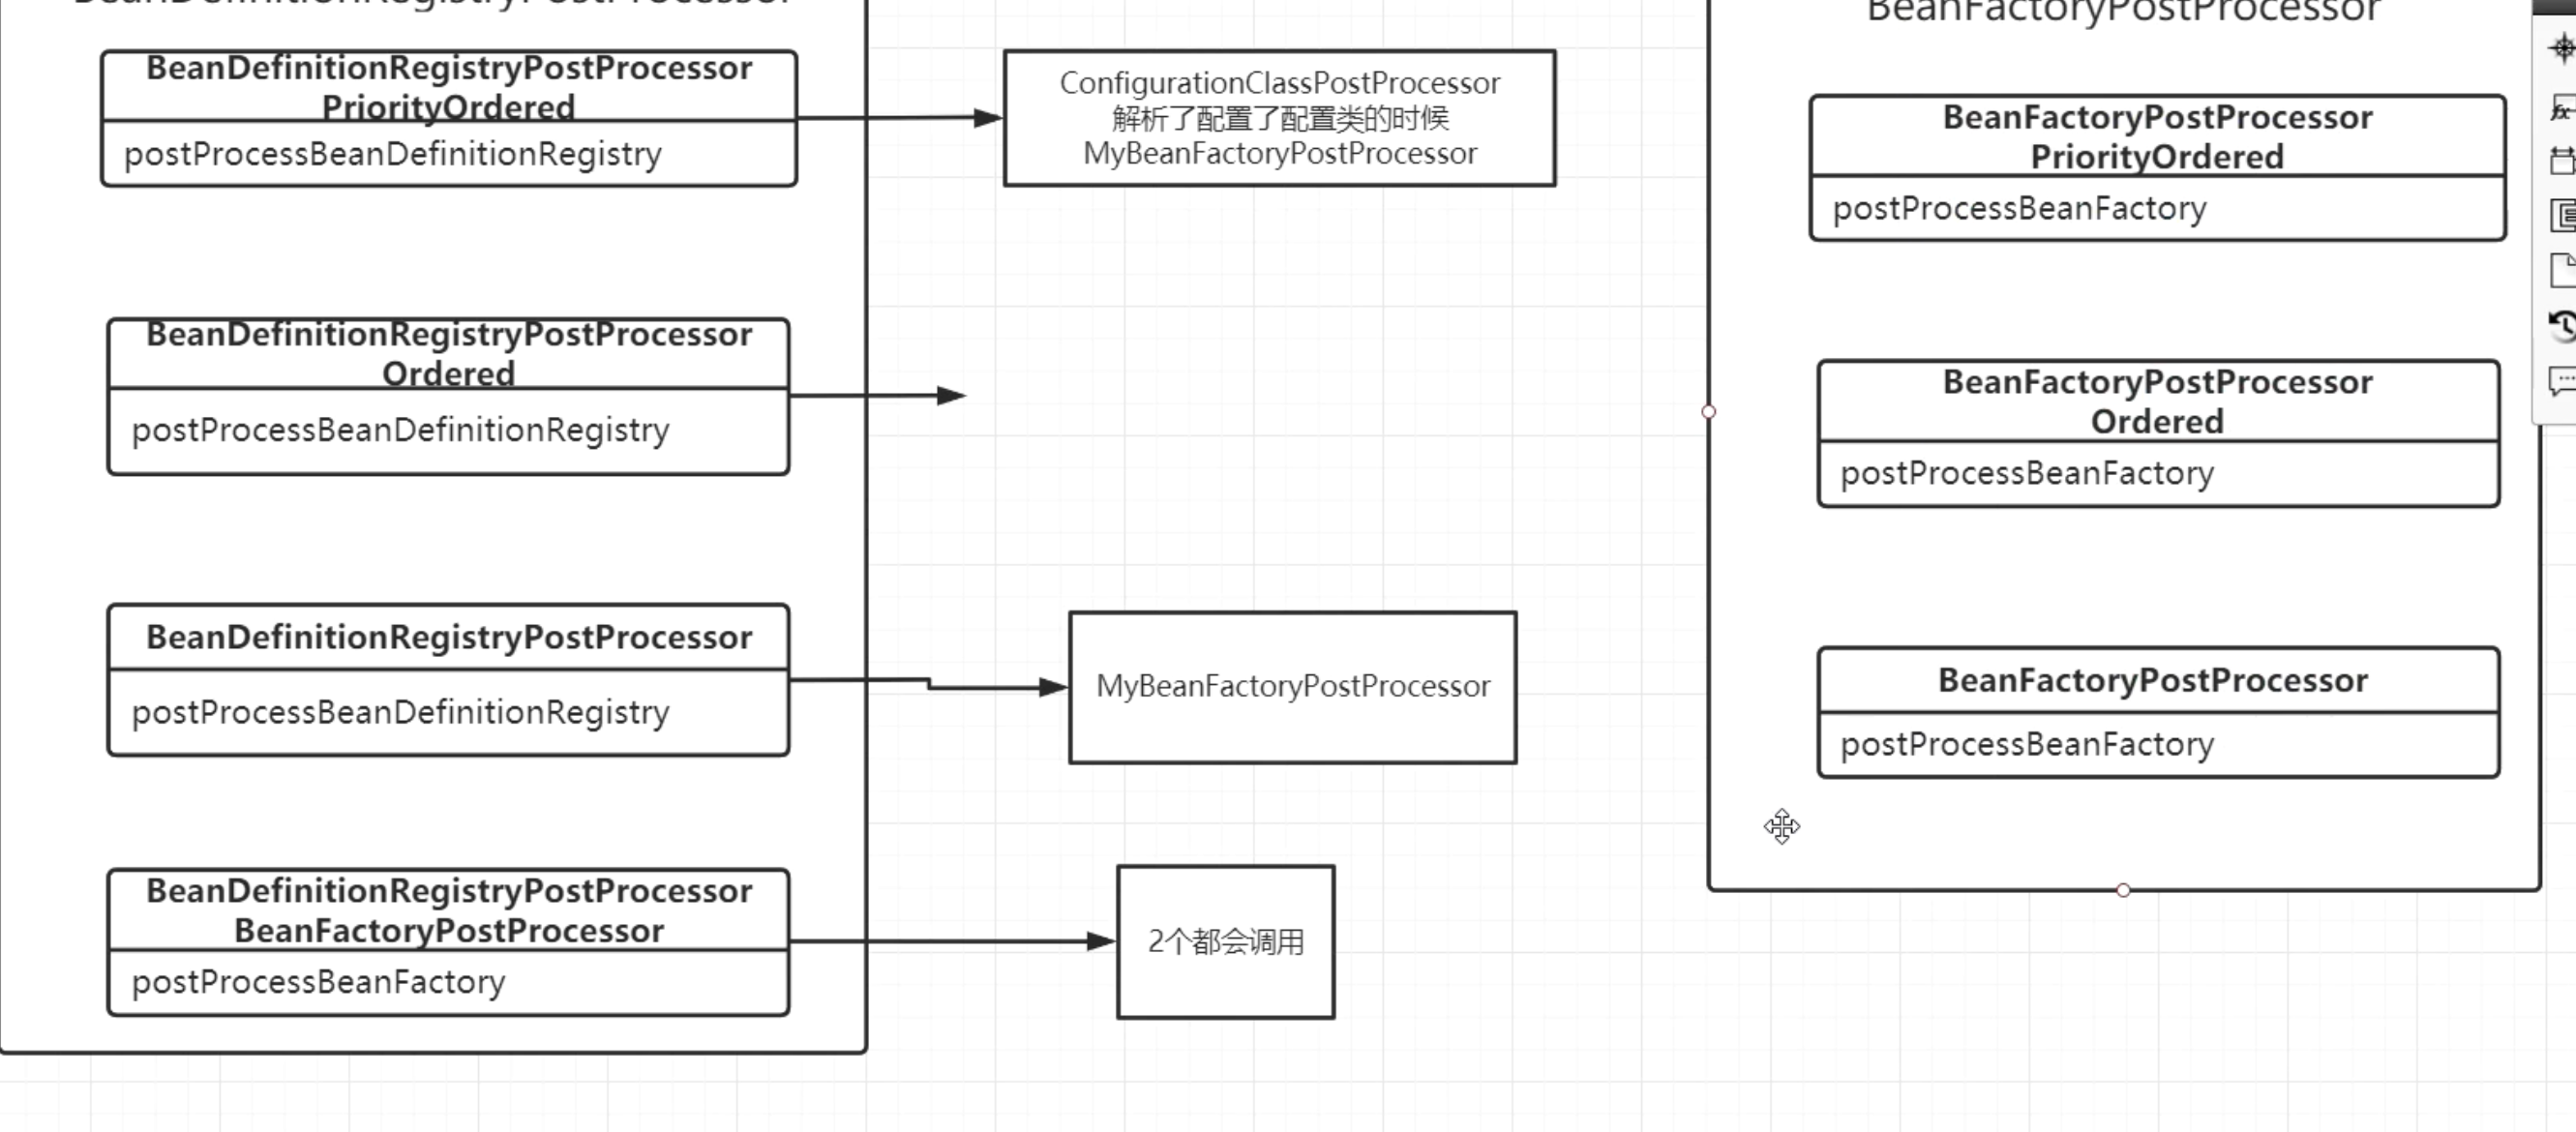 BeanDefinitionRegistryPostProcessor
BeanDefinitionRegistryPostProcessor
PriorityOrdered
postProcessBeanDefinitionRegistry
BeanDefinitionRegistryPostProcessor
Ordered
postProcessBeanDefinitionRegistry
BeanDefinitionRegistryPostProcessor
postProcessBeanDefinitionRegistry
BeanDefinitionRegistryPostProcessor
BeanFactoryPostProcessor
postProcessBeanFactory
ConfigurationClassPostProcessor
解析了配置了配置类的时候
MyBeanFactoryPostProcessor
MyBeanFactoryPostProcessor
2个都会调用
BeanFactoryPostProcessor
BeanFactoryPostProcessor
PriorityOrdered
postProcessBeanFactory
BeanFactoryPostProcessor
Ordered
postProcessBeanFactory
BeanFactoryPostProcessor
postProcessBeanFactory